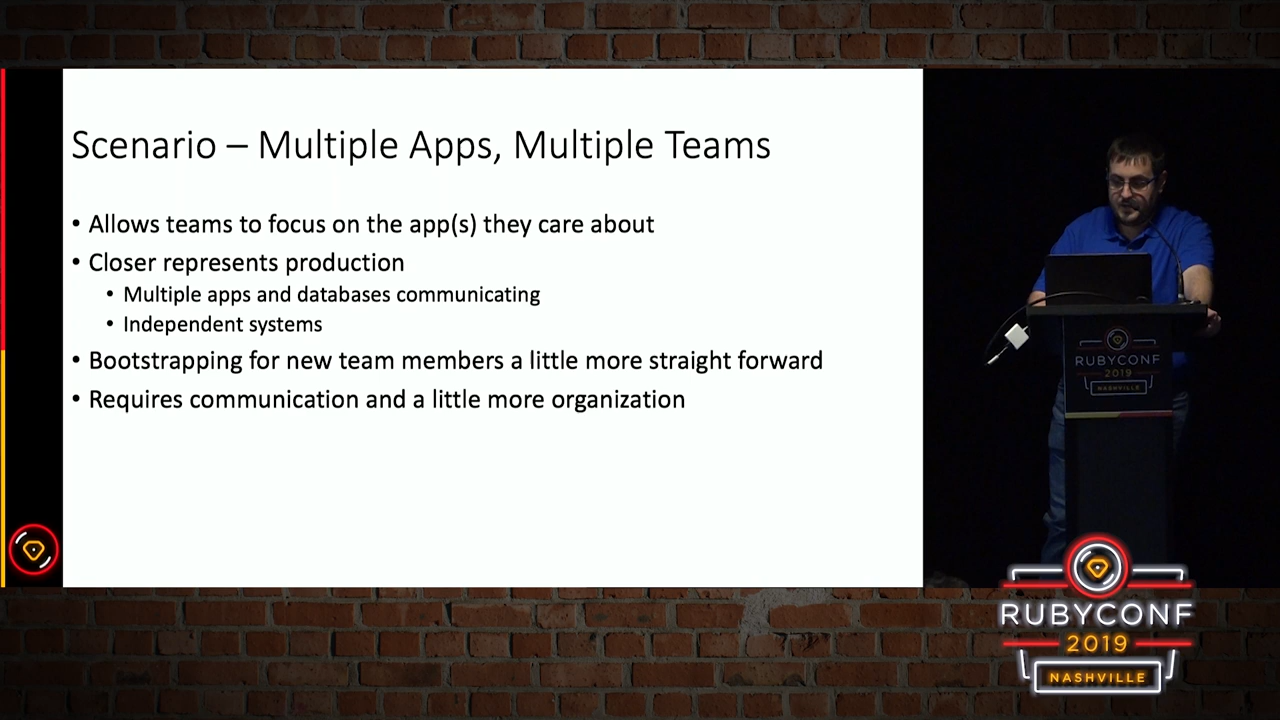 Scenario – Multiple Apps, Multiple Teams
• Allows teams to focus on the app(s) they care about
• Closer represents production
• Multiple apps and databases communicating
• Independent systems
• Bootstrapping for new team members a little more straight forward
• Requires communication and a little more organization
RUBYCONF
2019
NASHVILLE
RUBYCONF
2019
NASHVILLE